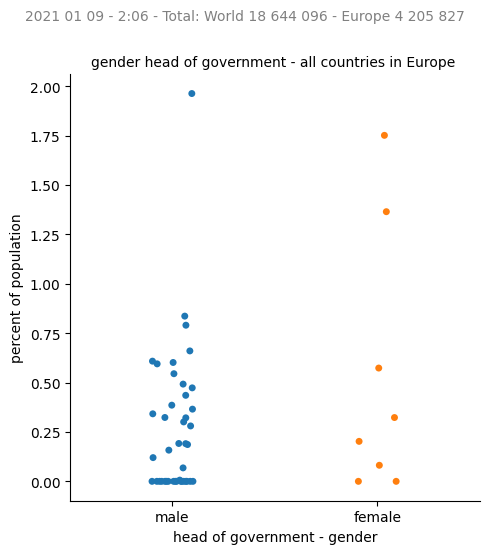 2021 01 09 - 2:06 - Total: World 18 644 096 - Europe 4 205 827
gender head of government - all countries in Europe
2.00
1.75
1.50
1.25
1.00
0.75
0.50
0.25
0.00
percent of population
male female
head of government - gender